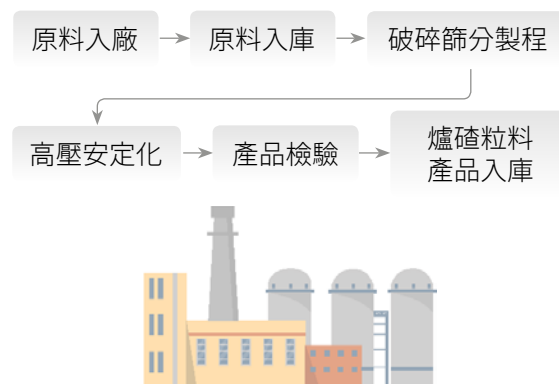 原料入廠
原料入庫
破碎篩分製程
高壓安定化
產品檢驗
爐碴粒料
產品入庫